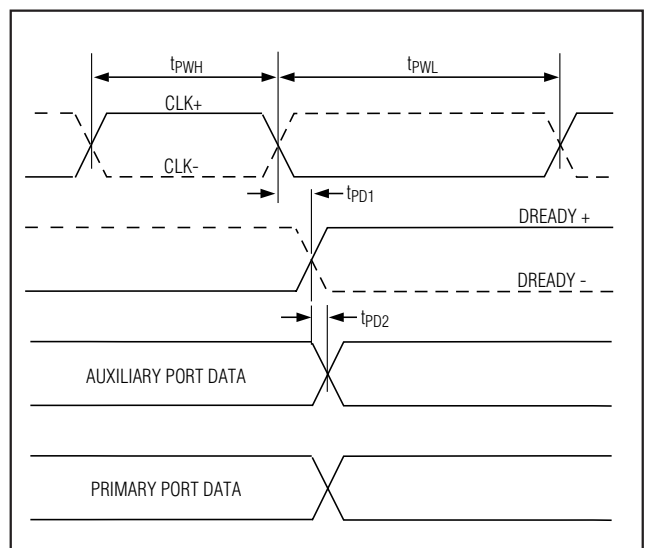 tPWH
tPWL
CLK+
CLK-
tPD1
DREADY +
DREADY -
tPD2
AUXILIARY PORT DATA
PRIMARY PORT DATA